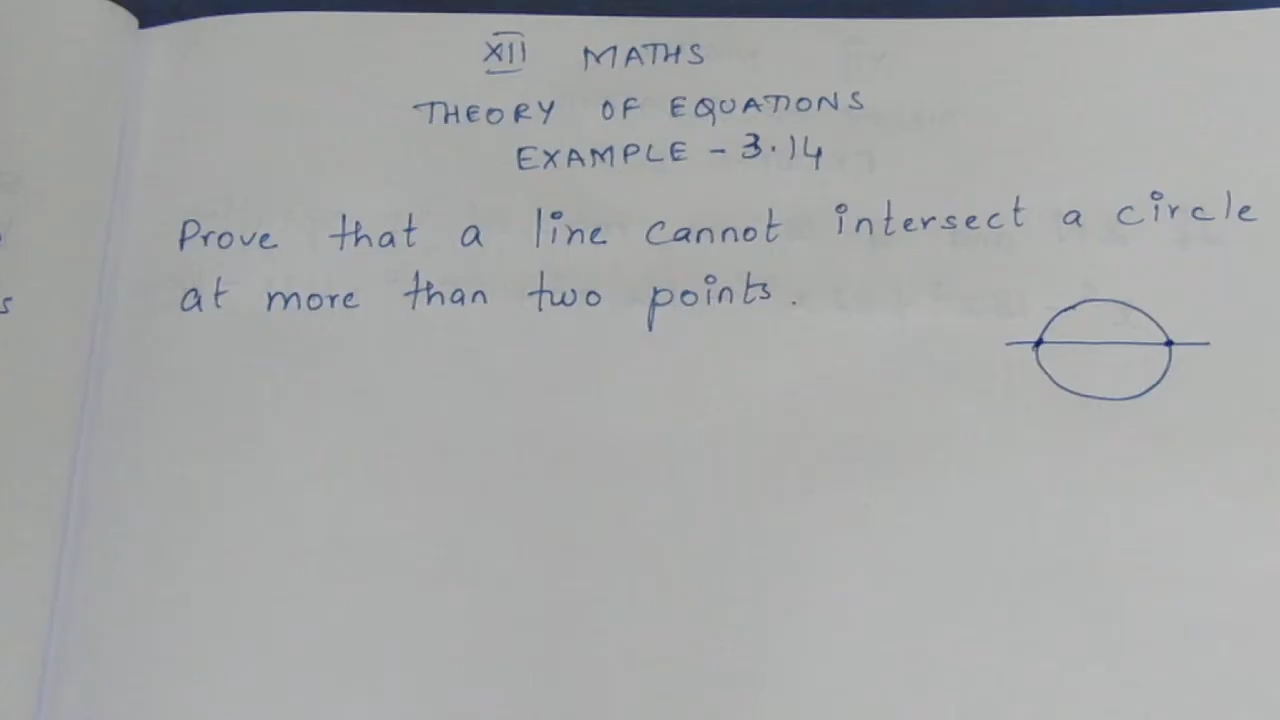 XII MATHS
THEORY OF EQUATIONS
EXAMPLE - 3.14
Prove that a line cannot intersect a circle
at more than two points.
s